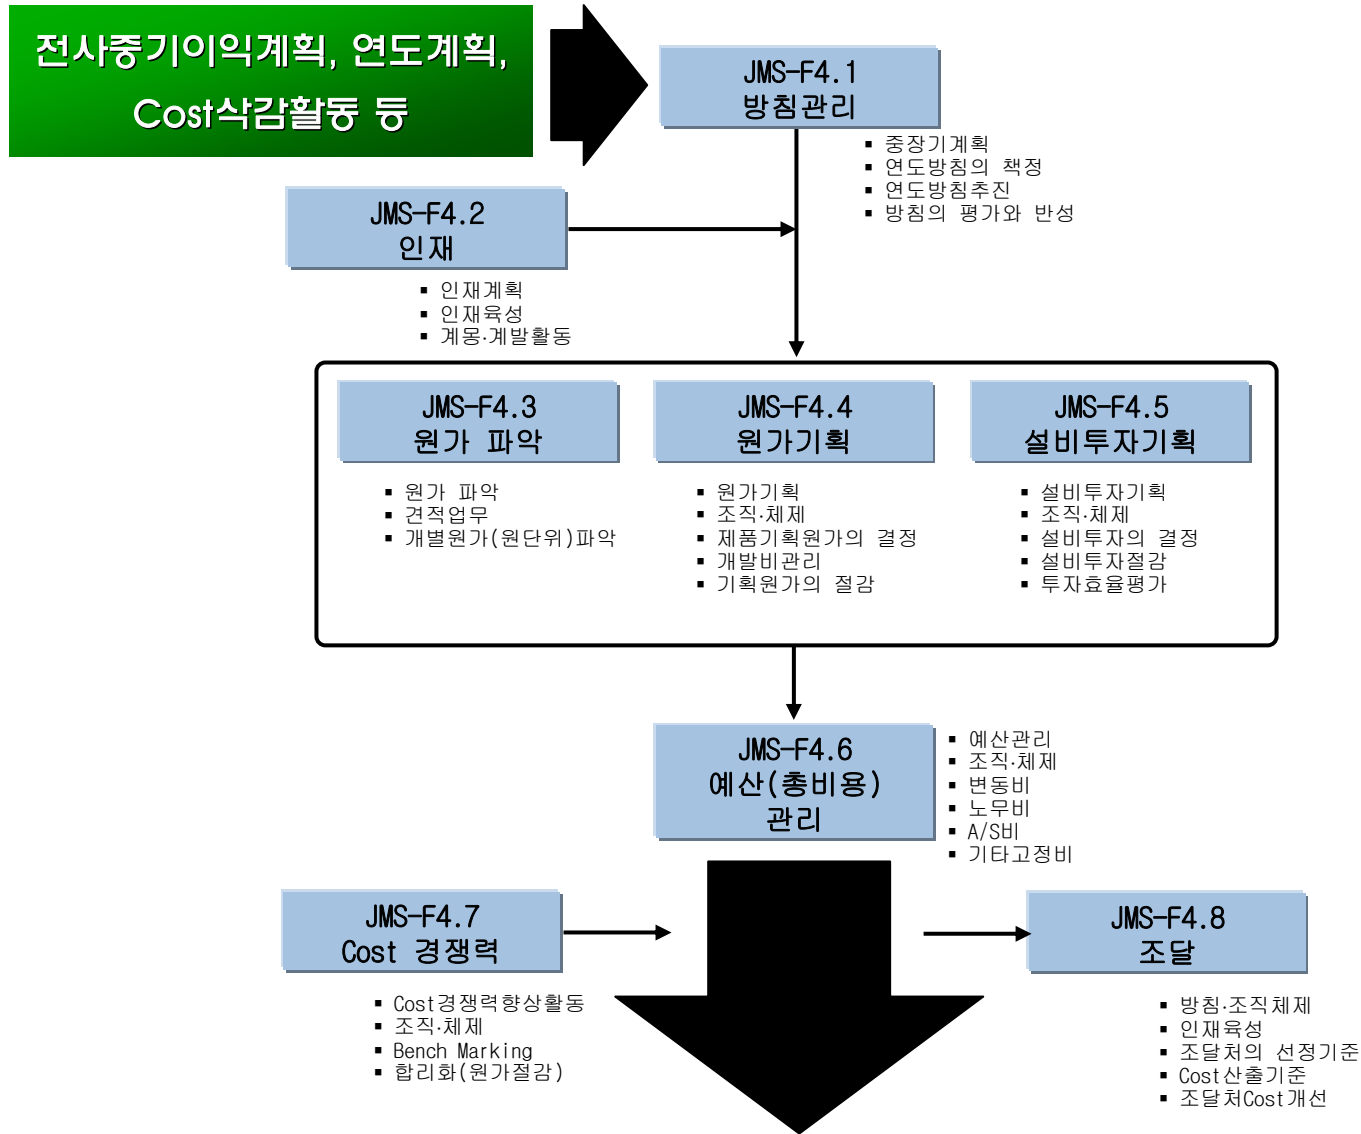 전사중기이익계획, 연도계획,
Cost삭감활동 등
JMS-F4.1
방침관리
▪ 중장기계획
▪ 연도방침의 책정
▪ 연도방침추진
▪ 방침의 평가와 반성
JMS-F4.2
인재
▪ 인재계획
▪ 인재육성
▪ 계몽·계발활동
JMS-F4.3
원가 파악
▪ 원가 파악
▪ 견적업무
▪ 개별원가(원단위)파악
JMS-F4.4
원가기획
▪ 원가기획
▪ 조직·체제
▪ 제품기획원가의 결정
▪ 개발비관리
▪ 기획원가의 절감
JMS-F4.5
설비투자기획
▪ 설비투자기획
▪ 조직·체제
▪ 설비투자의 결정
▪ 설비투자절감
▪ 투자효율평가
JMS-F4.6
예산(총비용)
관리
▪ 예산관리
▪ 조직·체제
▪ 변동비
▪ 노무비
▪ A/S비
▪ 기타고정비
JMS-F4.7
Cost 경쟁력
▪ Cost경쟁력향상활동
▪ 조직·체제
▪ Bench Marking
▪ 합리화(원가절감)
JMS-F4.8
조달
▪ 방침·조직체제
▪ 인재육성
▪ 조달처의 선정기준
▪ Cost산출기준
▪ 조달처Cost개선